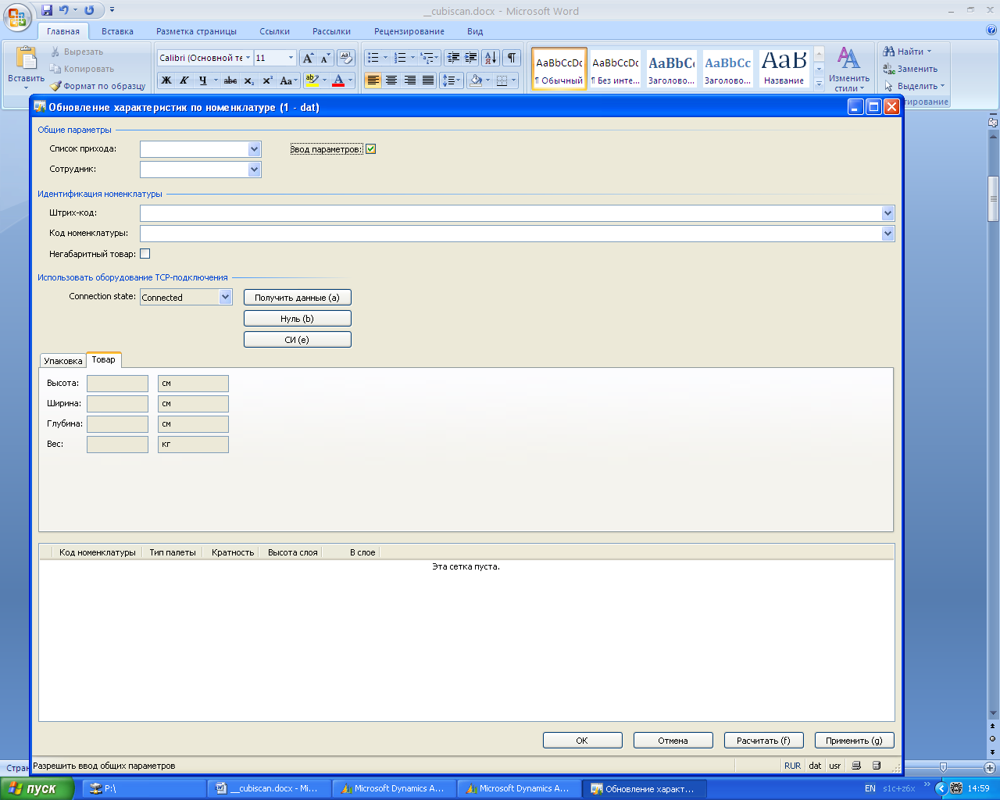 __cubiscan.docx - Microsoft Word
Главная Вставка Разметка страницы Ссылки Рассылки Рецензирование Вид
Вставить
Вырезать
Копировать
Формат по образцу
Calibri (Основной те 11
Ж К Ч abc x₂ x² Aa
AaBbCcDc AaBbCcDc AaBbC AaBbCc AaB
¶ Обычный ¶ Без инте... Заголово... Заголово... Название
Изменить стили
Найти
Заменить
Выделить
тирование
Обновление характеристик по номенклатуре (1 - dat)
Общие параметры
Список прихода: Ввод параметров:
Сотрудник:
Идентификация номенклатуры
Штрих-код:
Код номенклатуры:
Негабаритный товар:
Использовать оборудование TCP-подключения
Connection state: Connected Получить данные (a)
Нуль (b)
СИ (e)
Упаковка Товар
Высота: см
Ширина: см
Глубина: см
Вес: кг
Код номенклатуры Тип палеты Кратность Высота слоя В слое
Эта сетка пуста.
OK Отмена Расчитать (f) Применить (g)
Разрешить ввод общих параметров RUR dat usr
Стран
пуск P:\ __cubiscan.docx - Mi... Microsoft Dynamics A... Microsoft Dynamics A... Обновление характ... EN s1c+z6x 14:59